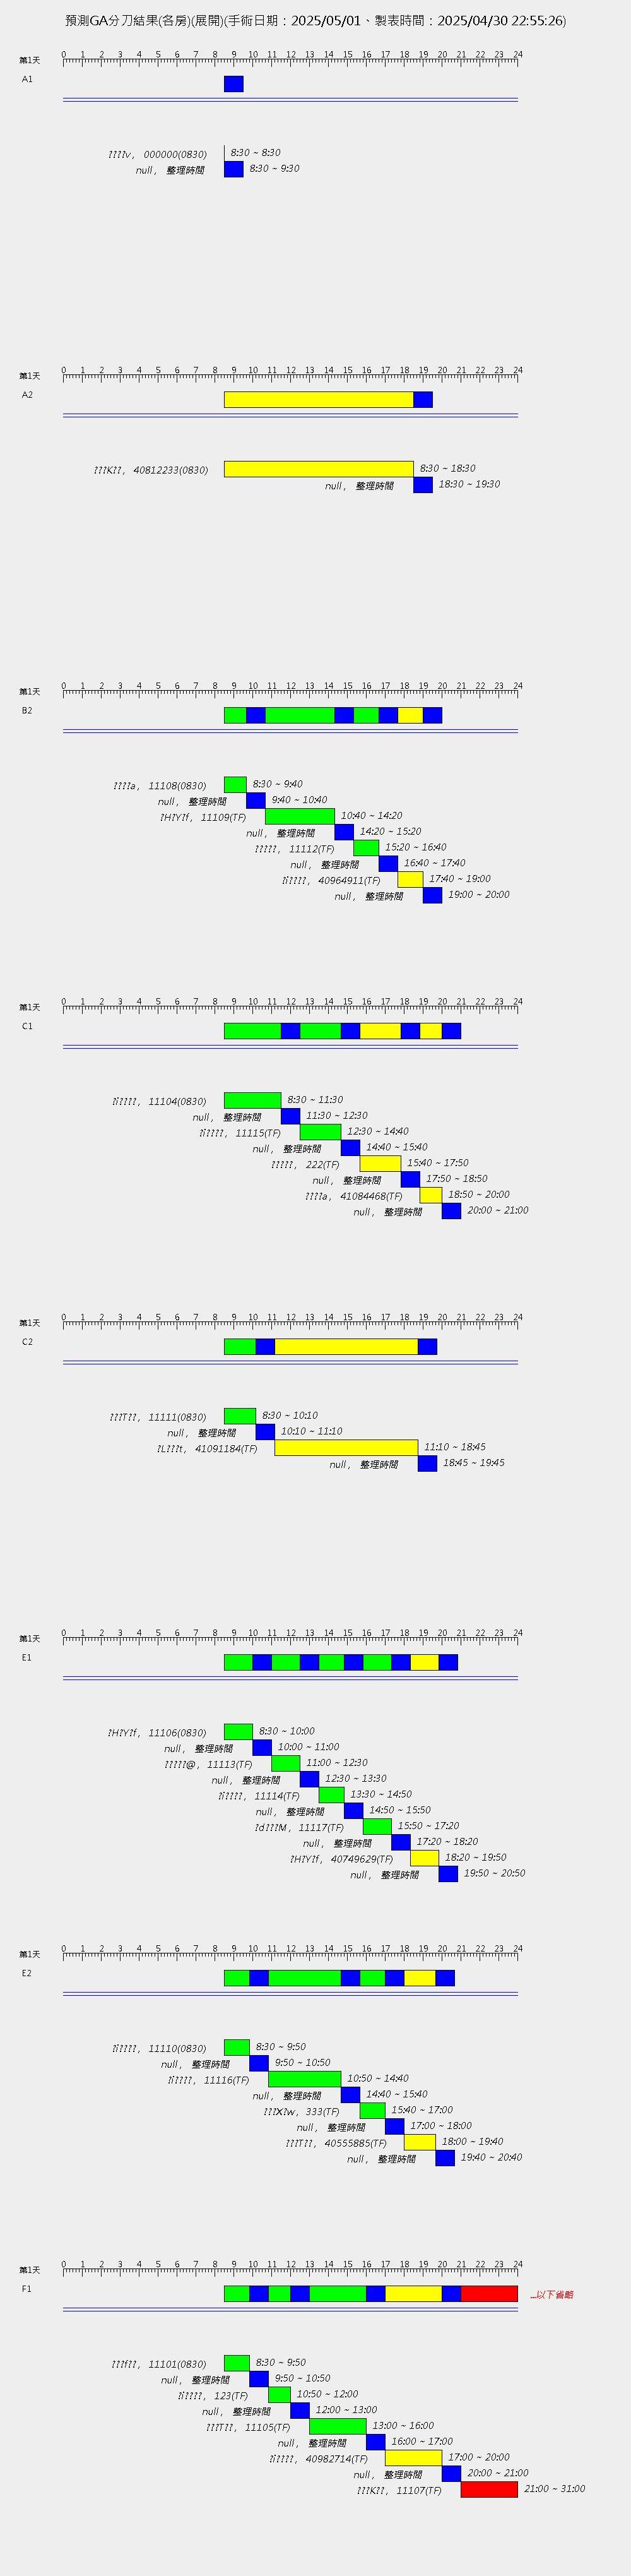 預測GA分刀結果(各房)(展開)(手術日期：2025/05/01、製表時間：2025/04/30 22:55:26)
第1天 0 1 2 3 4 5 6 7 8 9 10 11 12 13 14 15 16 17 18 19 20 21 22 23 24
A1
????v, 000000(0830) 8:30 ~ 8:30
null, 整理時間 8:30 ~ 9:30
第1天 0 1 2 3 4 5 6 7 8 9 10 11 12 13 14 15 16 17 18 19 20 21 22 23 24
A2
???K??, 40812233(0830) 8:30 ~ 18:30
null, 整理時間 18:30 ~ 19:30
第1天 0 1 2 3 4 5 6 7 8 9 10 11 12 13 14 15 16 17 18 19 20 21 22 23 24
B2
????a, 11108(0830) 8:30 ~ 9:40
null, 整理時間 9:40 ~ 10:40
?H?Y?f, 11109(TF) 10:40 ~ 14:20
null, 整理時間 14:20 ~ 15:20
?????, 11112(TF) 15:20 ~ 16:40
null, 整理時間 16:40 ~ 17:40
?i????, 40964911(TF) 17:40 ~ 19:00
null, 整理時間 19:00 ~ 20:00
第1天 0 1 2 3 4 5 6 7 8 9 10 11 12 13 14 15 16 17 18 19 20 21 22 23 24
C1
?i????, 11104(0830) 8:30 ~ 11:30
null, 整理時間 11:30 ~ 12:30
?i????, 11115(TF) 12:30 ~ 14:40
null, 整理時間 14:40 ~ 15:40
?????, 222(TF) 15:40 ~ 17:50
null, 整理時間 17:50 ~ 18:50
????a, 41084468(TF) 18:50 ~ 20:00
null, 整理時間 20:00 ~ 21:00
第1天 0 1 2 3 4 5 6 7 8 9 10 11 12 13 14 15 16 17 18 19 20 21 22 23 24
C2
???T??, 11111(0830) 8:30 ~ 10:10
null, 整理時間 10:10 ~ 11:10
?L???t, 41091184(TF) 11:10 ~ 18:45
null, 整理時間 18:45 ~ 19:45
第1天 0 1 2 3 4 5 6 7 8 9 10 11 12 13 14 15 16 17 18 19 20 21 22 23 24
E1
?H?Y?f, 11106(0830) 8:30 ~ 10:00
null, 整理時間 10:00 ~ 11:00
?????@, 11113(TF) 11:00 ~ 12:30
null, 整理時間 12:30 ~ 13:30
?i????, 11114(TF) 13:30 ~ 14:50
null, 整理時間 14:50 ~ 15:50
?d???M, 11117(TF) 15:50 ~ 17:20
null, 整理時間 17:20 ~ 18:20
?H?Y?f, 40749629(TF) 18:20 ~ 19:50
null, 整理時間 19:50 ~ 20:50
第1天 0 1 2 3 4 5 6 7 8 9 10 11 12 13 14 15 16 17 18 19 20 21 22 23 24
E2
?i????, 11110(0830) 8:30 ~ 9:50
null, 整理時間 9:50 ~ 10:50
?i????, 11116(TF) 10:50 ~ 14:40
null, 整理時間 14:40 ~ 15:40
???X?w, 333(TF) 15:40 ~ 17:00
null, 整理時間 17:00 ~ 18:00
???T??, 40555885(TF) 18:00 ~ 19:40
null, 整理時間 19:40 ~ 20:40
第1天 0 1 2 3 4 5 6 7 8 9 10 11 12 13 14 15 16 17 18 19 20 21 22 23 24
F1 ...以下省略
???f??, 11101(0830) 8:30 ~ 9:50
null, 整理時間 9:50 ~ 10:50
?i????, 123(TF) 10:50 ~ 12:00
null, 整理時間 12:00 ~ 13:00
???T??, 11105(TF) 13:00 ~ 16:00
null, 整理時間 16:00 ~ 17:00
?i????, 40982714(TF) 17:00 ~ 20:00
null, 整理時間 20:00 ~ 21:00
???K??, 11107(TF) 21:00 ~ 31:00